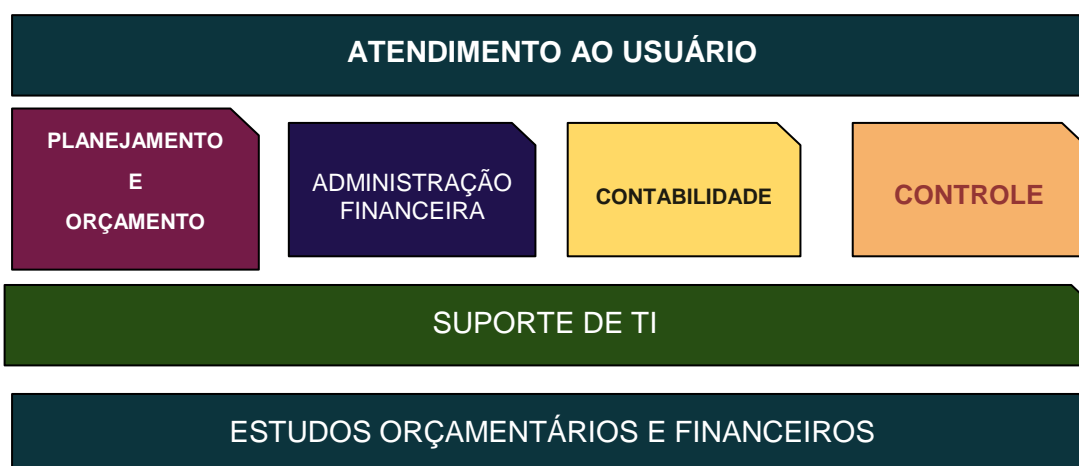 ATENDIMENTO AO USUÁRIO
PLANEJAMENTO
E
ORÇAMENTO
ADMINISTRAÇÃO
FINANCEIRA
CONTABILIDADE
CONTROLE
SUPORTE DE TI
ESTUDOS ORÇAMENTÁRIOS E FINANCEIROS